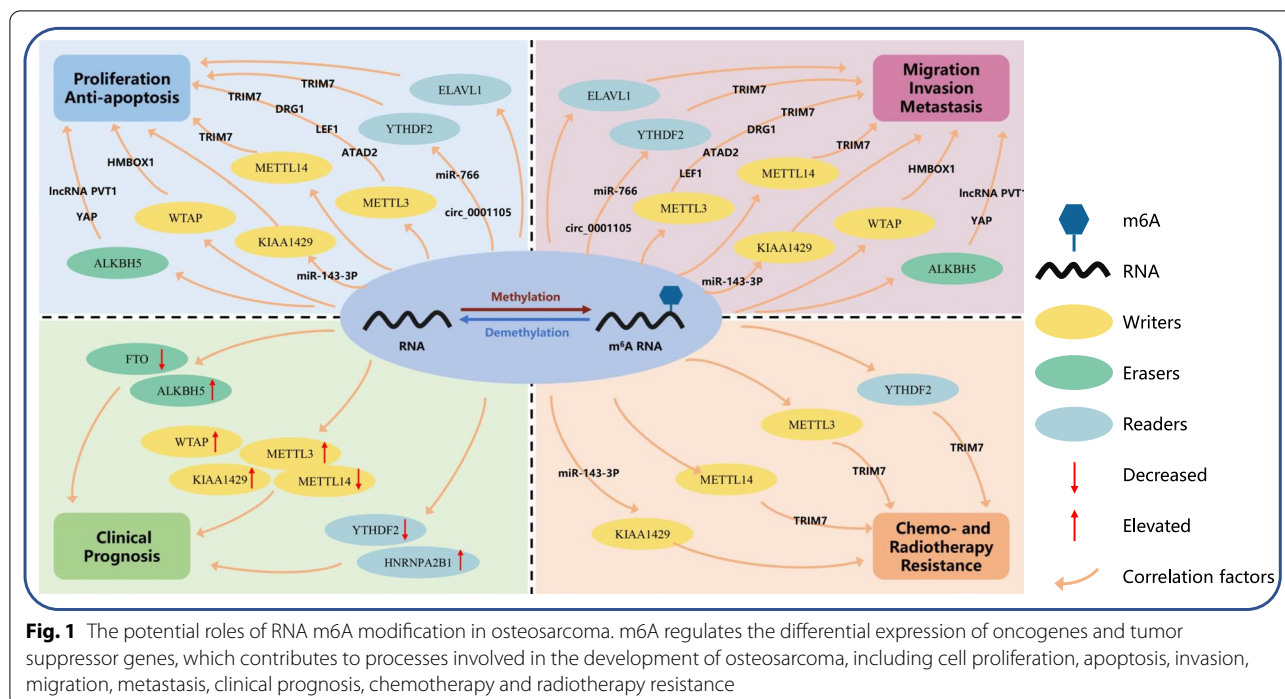 Proliferation
Anti-apoptosis
TRIM7
TRIM7
DRG1
LEF1
ATAD2
TRIM7
HMBOX1
lncRNA PVT1
YAP
ELAVL1
YTHDF2
METTL14
METTL3
WTAP
KIAA1429
ALKBH5
miR-766
circ_0001105
miR-143-3P
Migration
Invasion
Metastasis
ELAVL1
YTHDF2
TRIM7
TRIM7
DRG1
ATAD2
LEF1
TRIM7
METTL14
METTL3
miR-766
circ_0001105
HMBOX1
lncRNA PVT1
YAP
WTAP
KIAA1429
ALKBH5
miR-143-3P
Methylation
Demethylation
RNA
m⁶A RNA
FTO
ALKBH5
WTAP
METTL3
KIAA1429
METTL14
YTHDF2
HNRNPA2B1
Clinical
Prognosis
YTHDF2
METTL3
TRIM7
TRIM7
miR-143-3P
METTL14
TRIM7
KIAA1429
Chemo- and
Radiotherapy
Resistance
m6A
RNA
Writers
Erasers
Readers
Decreased
Elevated
Correlation factors
Fig. 1 The potential roles of RNA m6A modification in osteosarcoma. m6A regulates the differential expression of oncogenes and tumor
suppressor genes, which contributes to processes involved in the development of osteosarcoma, including cell proliferation, apoptosis, invasion,
migration, metastasis, clinical prognosis, chemotherapy and radiotherapy resistance